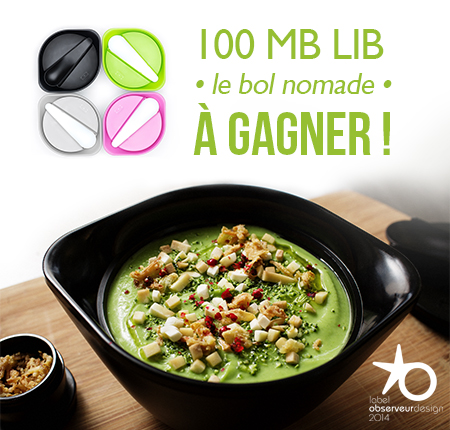 100 MB LIB
• le bol nomade •
À GAGNER !
label
observeurdesign
2014